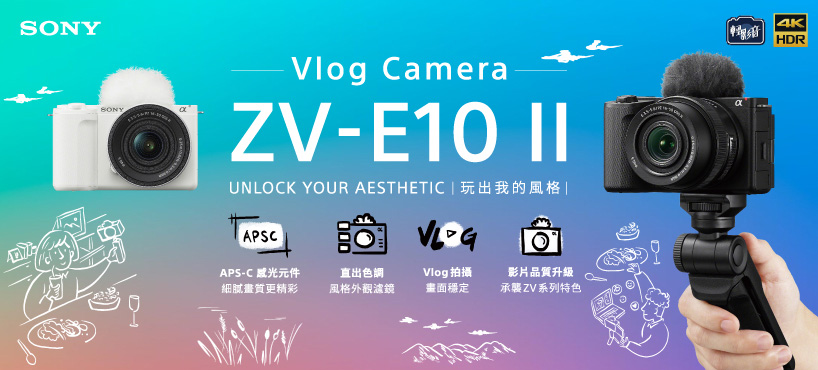 SONY
4K
HDR
Vlog Camera
ZV-E10 II
UNLOCK YOUR AESTHETIC | 玩出我的風格 |
SONY
α
α
APSC
VLOG
APS-C 感光元件
細膩畫質更精彩
直出色調
風格外觀濾鏡
Vlog 拍攝
畫面穩定
影片品質升級
承襲ZV系列特色